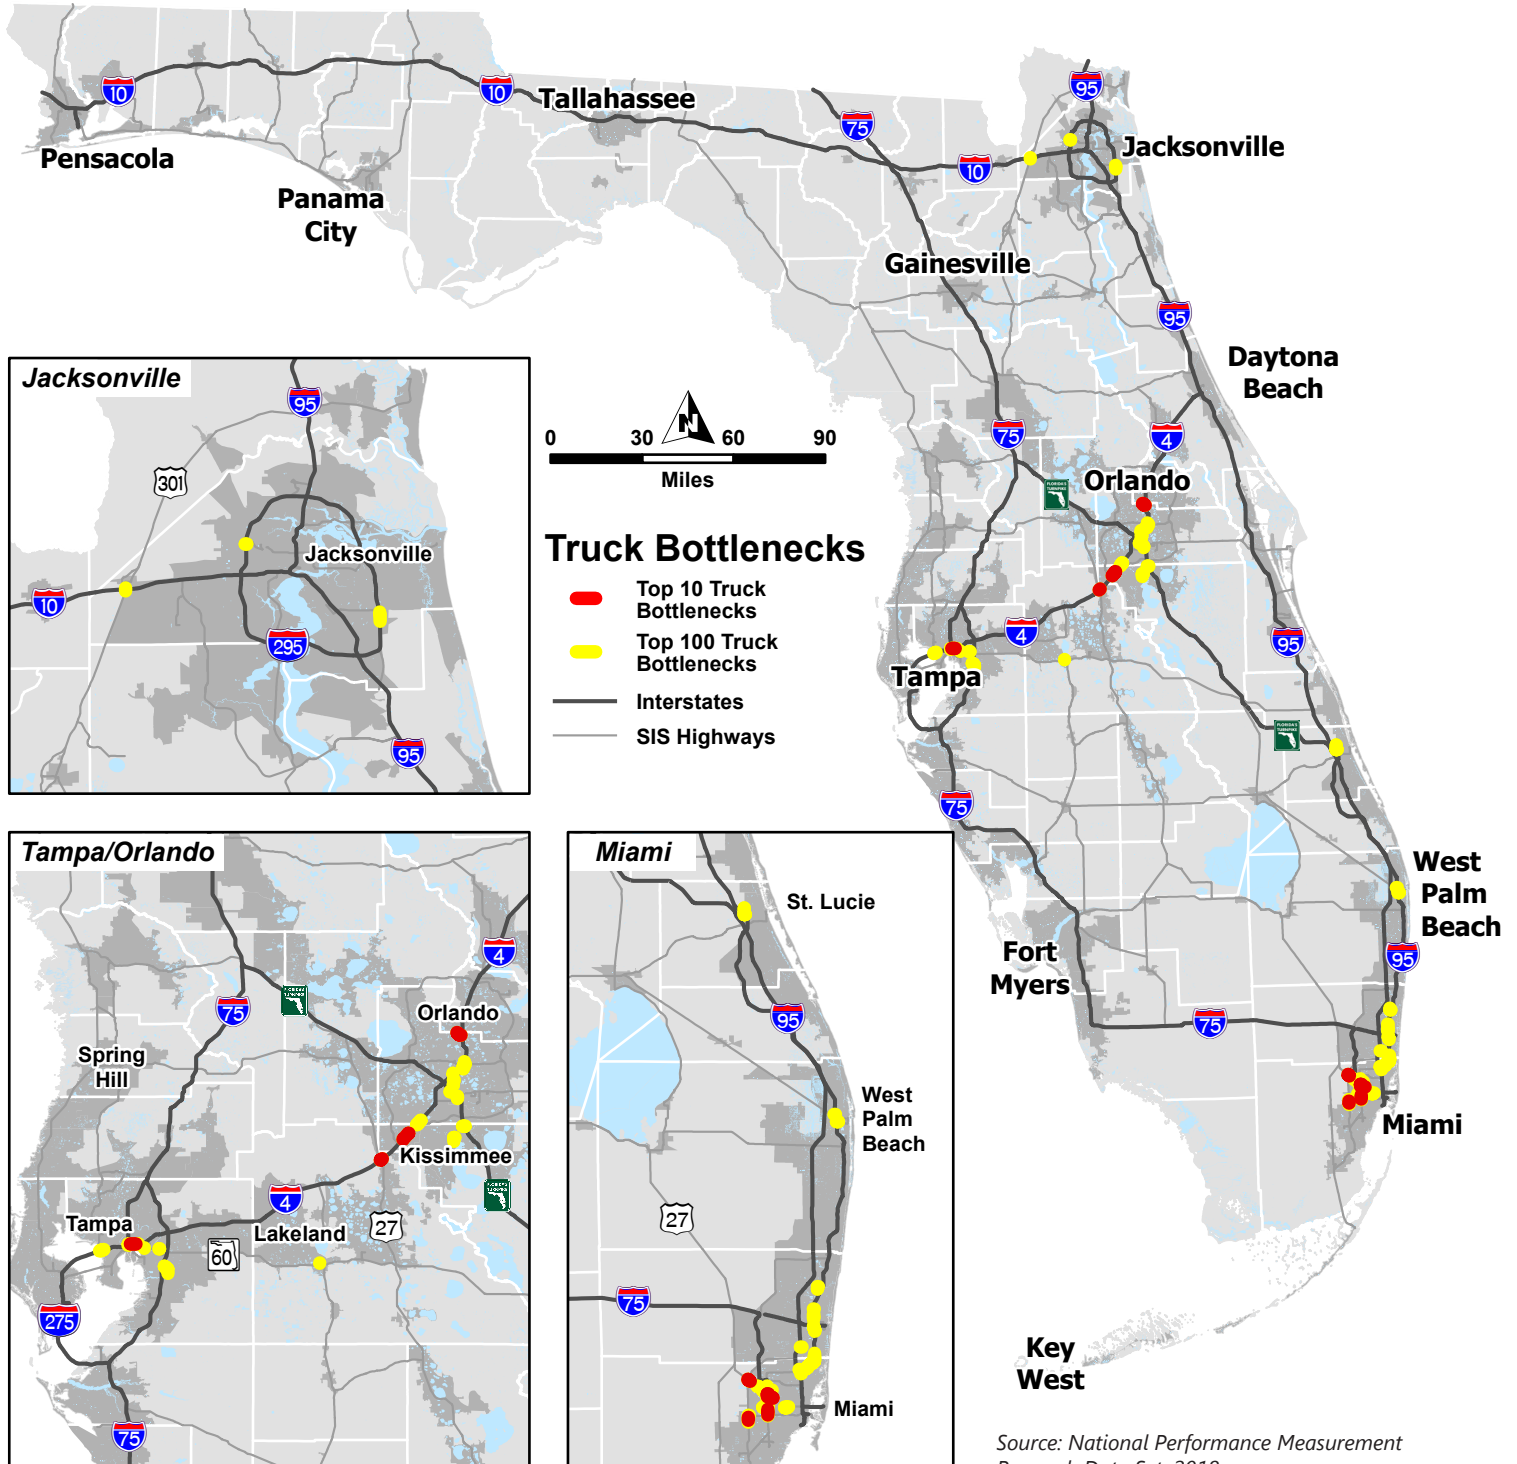 10
10
Tallahassee
75
95
Jacksonville
10
Pensacola
Panama
City
Gainesville
95
Daytona
Beach
75
4
Orlando
4
95
Tampa
75
West
Palm
Beach
95
Fort
Myers
75
Miami
Key
West
Jacksonville
95
301
Jacksonville
10
295
95
N
0
30
60
90
Miles
Truck Bottlenecks
Top 10 Truck
Bottlenecks
Top 100 Truck
Bottlenecks
Interstates
SIS Highways
Tampa/Orlando
4
75
Orlando
Spring
Hill
Kissimmee
4
Tampa
Lakeland
27
60
275
75
Miami
St. Lucie
95
West
Palm
Beach
27
75
Miami
Source: National Performance Measurement